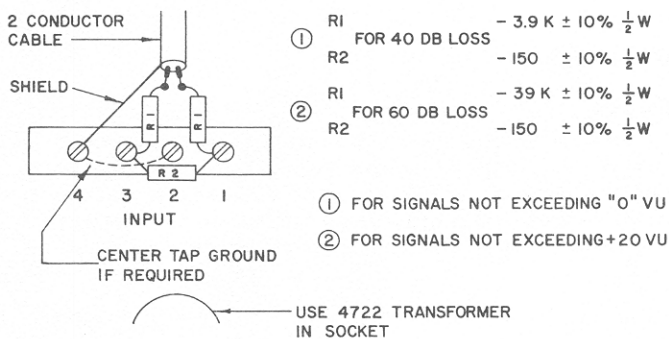 2 CONDUCTOR
CABLE
SHIELD
R1
R1
R2
4 3 2 1
INPUT
CENTER TAP GROUND
IF REQUIRED
USE 4722 TRANSFORMER
IN SOCKET
① R1 - 3.9 K ± 10% ½ W
FOR 40 DB LOSS
R2 - 150 ± 10% ½ W
② R1 - 39 K ± 10% ½ W
FOR 60 DB LOSS
R2 - 150 ± 10% ½ W
① FOR SIGNALS NOT EXCEEDING "0" VU
② FOR SIGNALS NOT EXCEEDING +20 VU